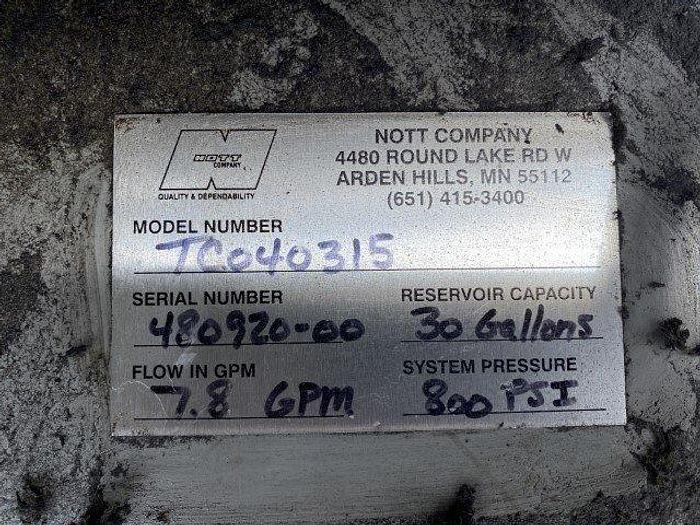 NOTT
COMPANY
QUALITY & DEPENDABILITY
NOTT COMPANY
4480 ROUND LAKE RD W
ARDEN HILLS, MN 55112
(651) 415-3400
MODEL NUMBER
TC040315
SERIAL NUMBER
480920-00
RESERVOIR CAPACITY
30 Gallons
FLOW IN GPM
7.8 GPM
SYSTEM PRESSURE
800 PSI